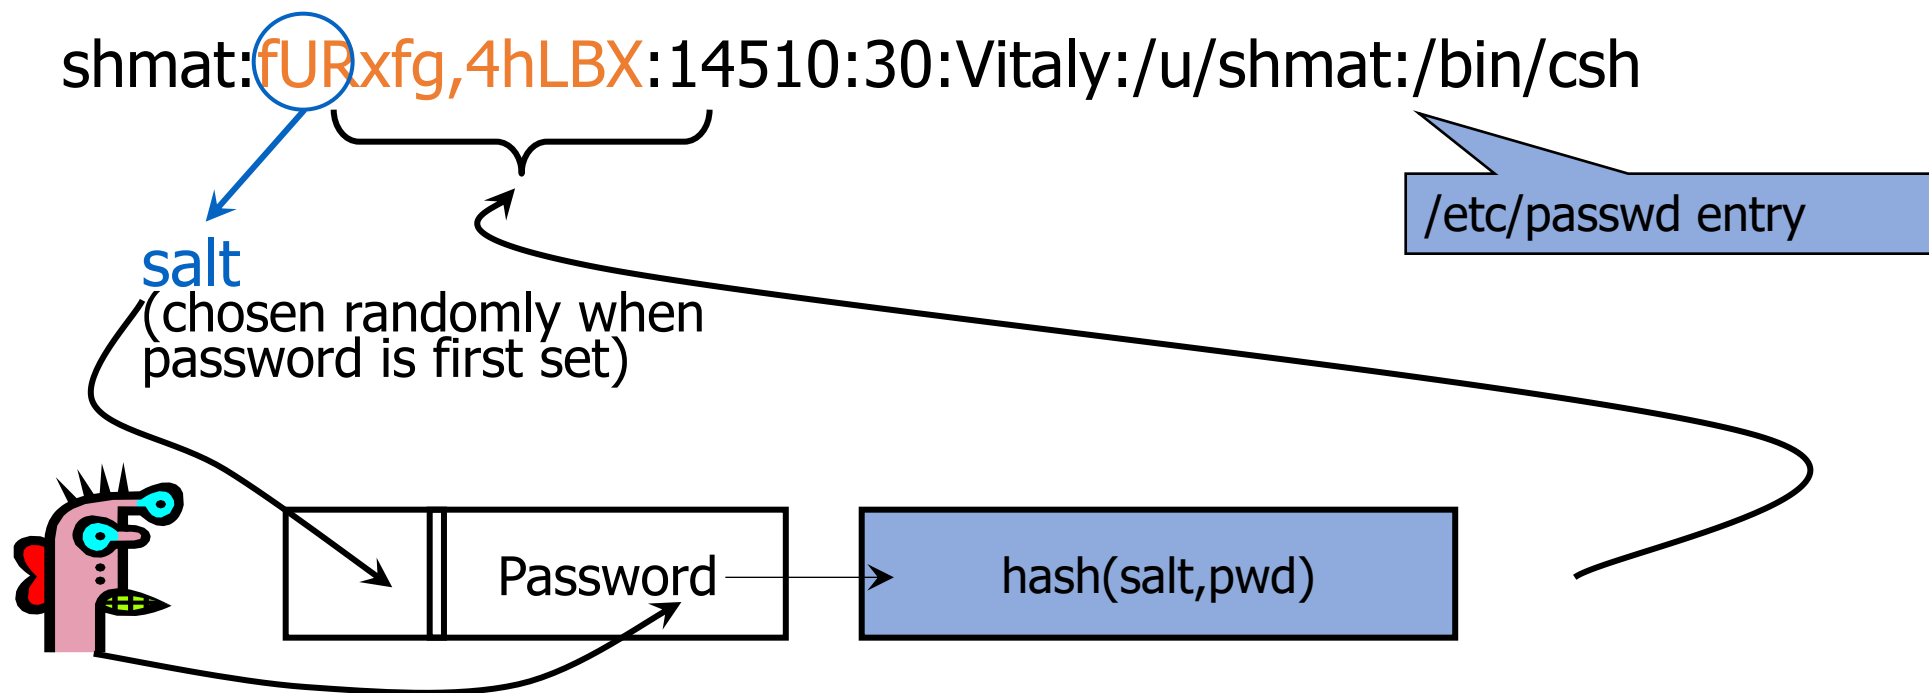 shmat:fURxfg,4hLBX:14510:30:Vitaly:/u/shmat:/bin/csh
/etc/passwd entry
salt
(chosen randomly when
password is first set)
Password
hash(salt,pwd)